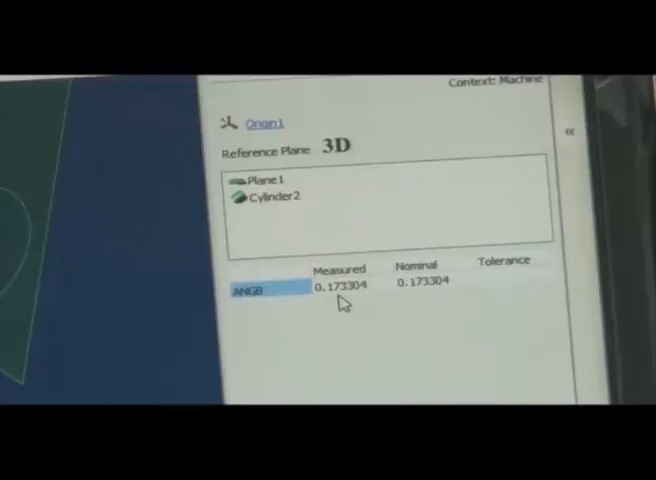 Context: Machine
Origin1
«
Reference Plane 3D
Plane1
Cylinder2
Measured Nominal Tolerance
ANGB 0.173304 0.173304